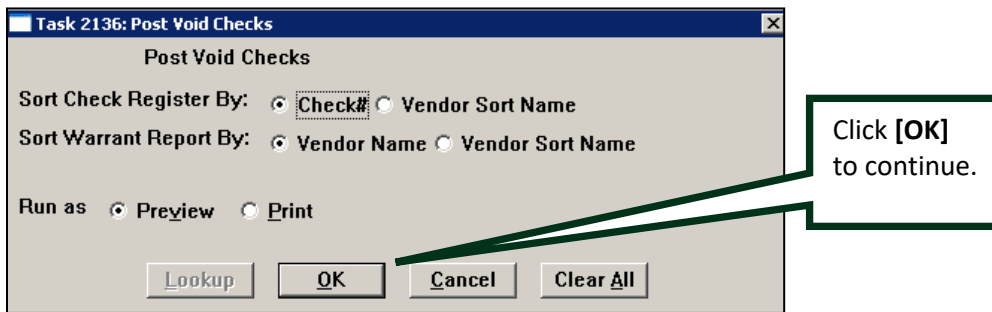 Task 2136: Post Void Checks
Post Void Checks
Sort Check Register By: Check# Vendor Sort Name
Sort Warrant Report By: Vendor Name Vendor Sort Name
Run as Preview Print
Lookup OK Cancel Clear All
Click [OK]
to continue.